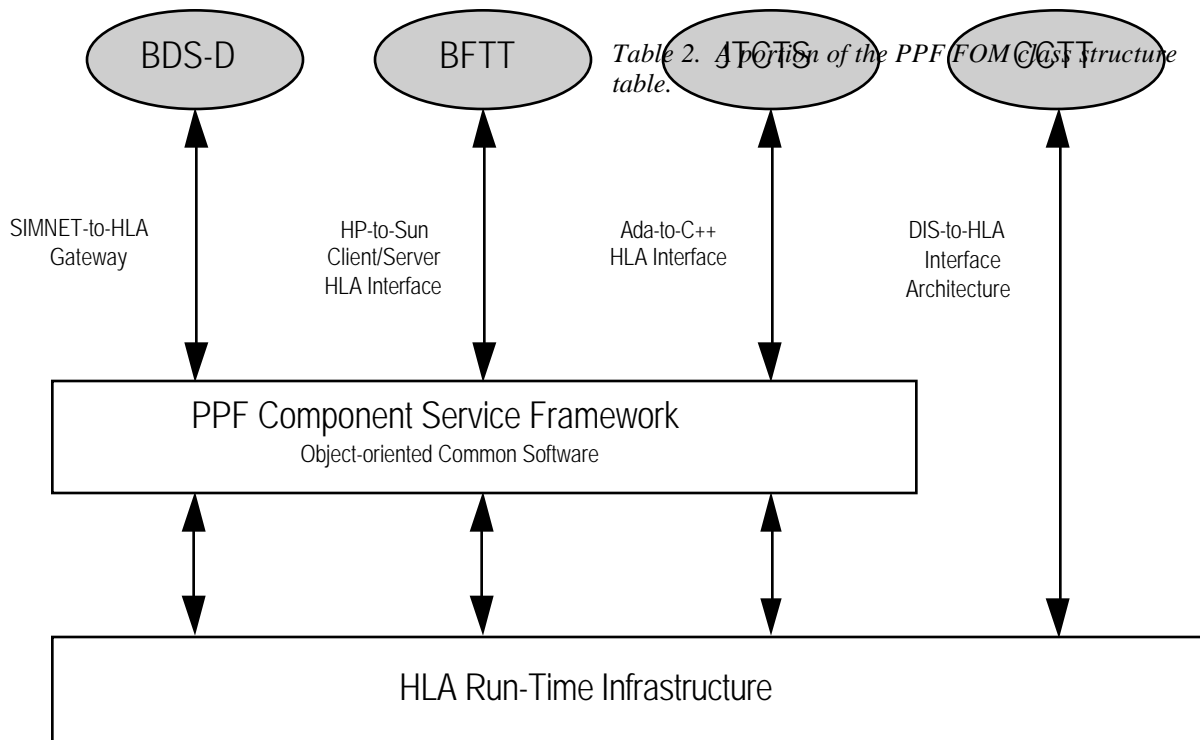 BDS-D
BFTT
JTCTS
CCTT
Table 2. A portion of the PPF FOM class structure
table.
SIMNET-to-HLA
Gateway
HP-to-Sun
Client/Server
HLA Interface
Ada-to-C++
HLA Interface
DIS-to-HLA
Interface
Architecture
PPF Component Service Framework
Object-oriented Common Software
HLA Run-Time Infrastructure